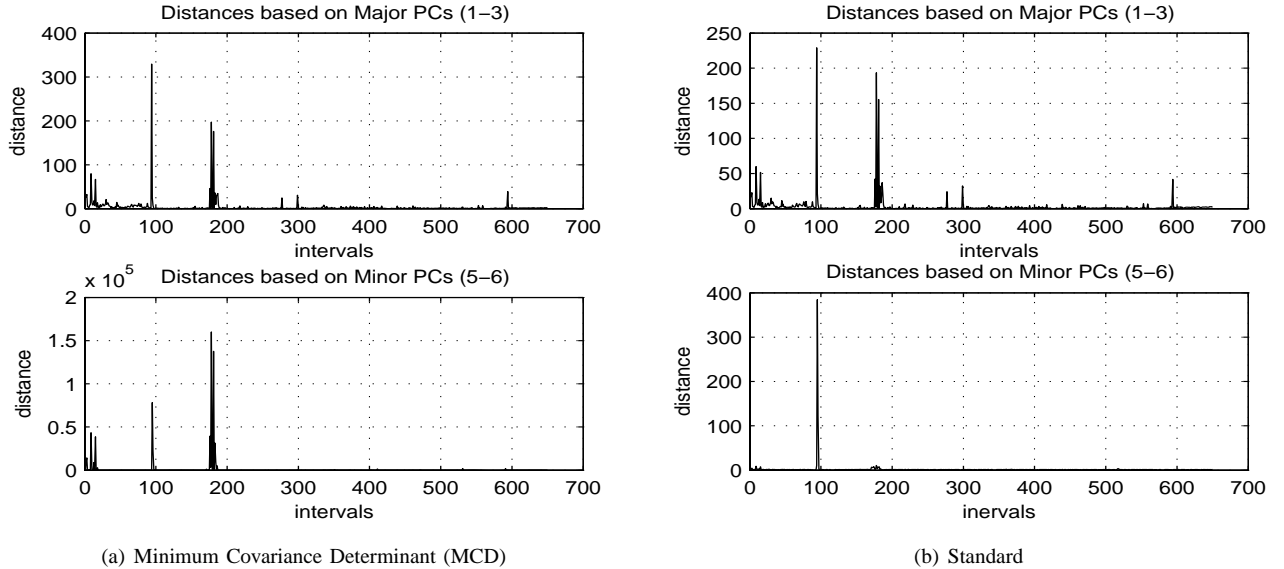 Distances based on Major PCs (1−3)
400
300
200
100
0
distance
0 100 200 300 400 500 600 700
intervals
x 10^5
Distances based on Minor PCs (5−6)
2
1.5
1
0.5
0
distance
0 100 200 300 400 500 600 700
intervals
(a) Minimum Covariance Determinant (MCD)
Distances based on Major PCs (1−3)
250
200
150
100
50
0
distance
0 100 200 300 400 500 600 700
intervals
Distances based on Minor PCs (5−6)
400
300
200
100
0
distance
0 100 200 300 400 500 600 700
inervals
(b) Standard